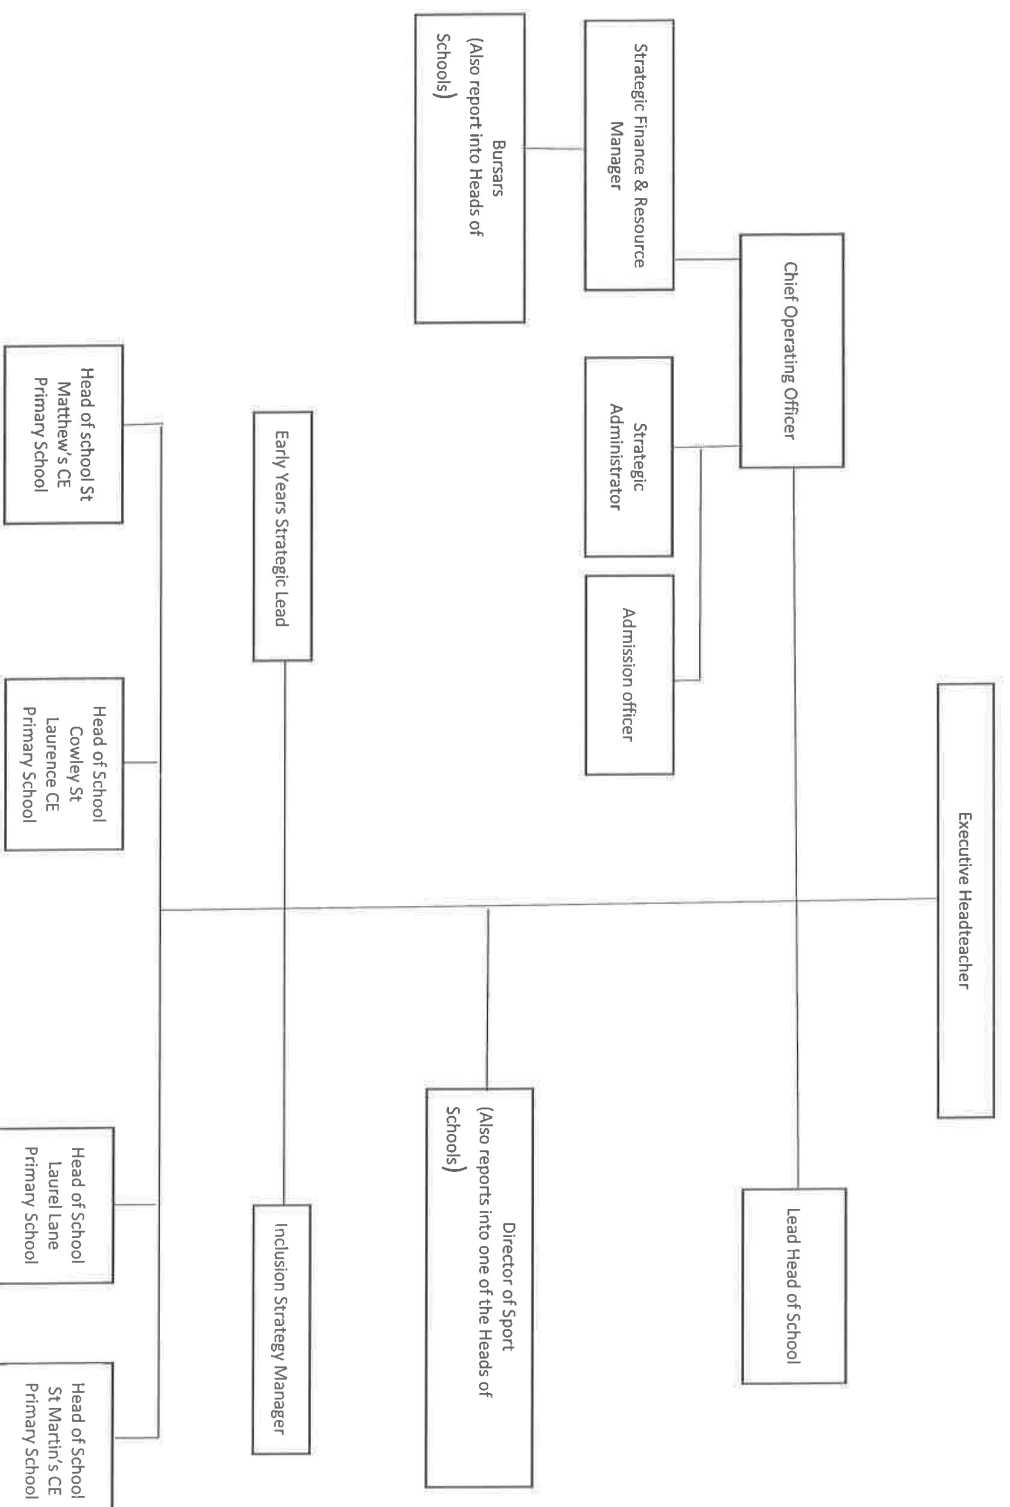 Executive Headteacher
Chief Operating Officer
Lead Head of School
Strategic Finance & Resource
Manager
Strategic
Administrator
Admission officer
Bursars
(Also report into Heads of
Schools)
Director of Sport
(Also reports into one of the Heads of
Schools)
Early Years Strategic Lead
Inclusion Strategy Manager
Head of school St
Matthew's CE
Primary School
Head of School
Cowley St
Laurence CE
Primary School
Head of School
Laurel Lane
Primary School
Head of School
St Martin's CE
Primary School